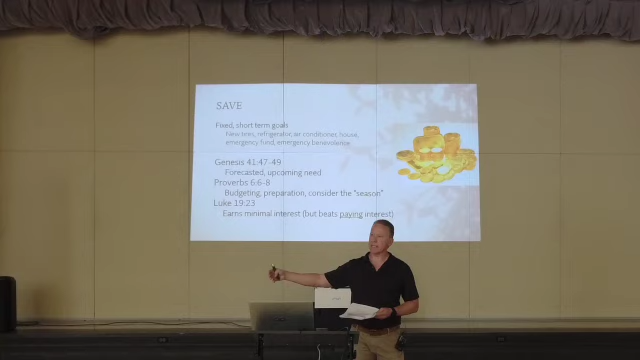 SAVE
Fixed, short term goals
New tires, refrigerator, air conditioner, house,
emergency fund, emergency benevolence
Genesis 41:47-49
Forecasted, upcoming need
Proverbs 6:6-8
Budgeting, preparation, consider the "season"
Luke 19:23
Earns minimal interest (but beats paying interest)